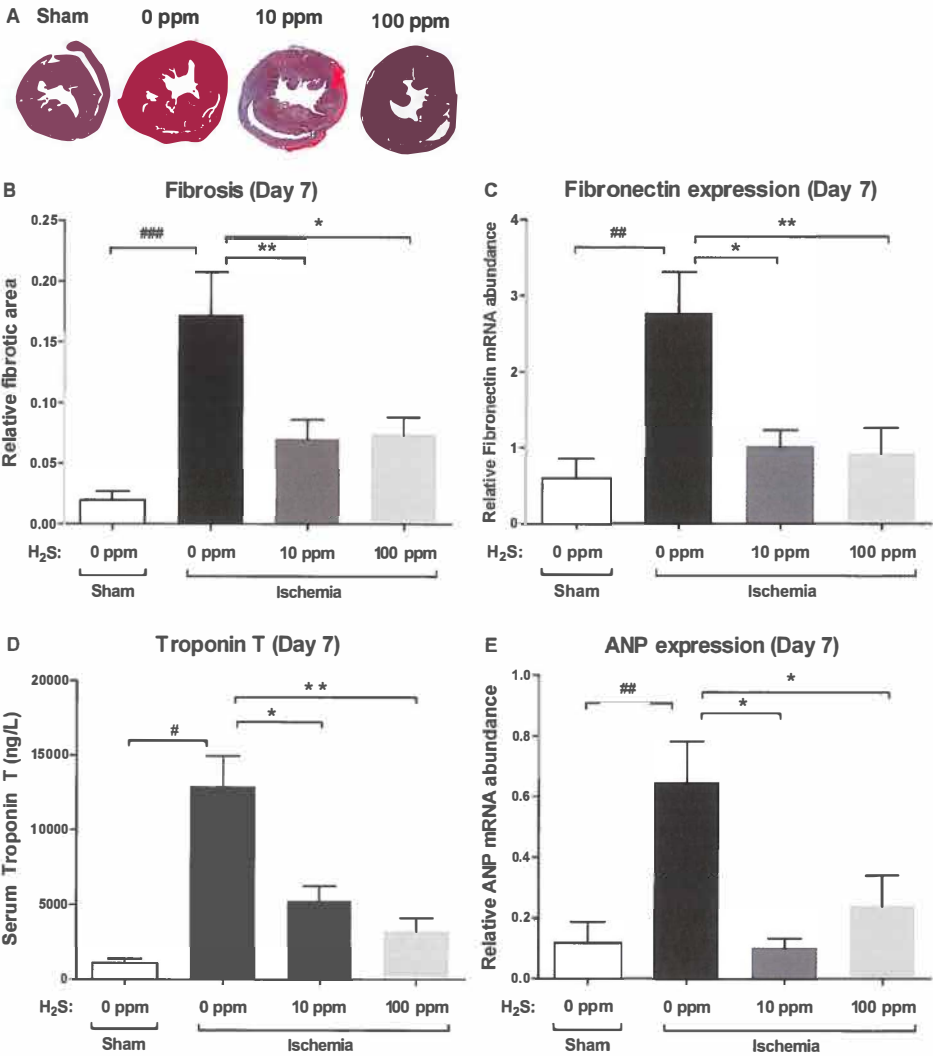 A Sham 0 ppm 10 ppm 100 ppm
B Fibrosis (Day 7)
Relative fibrotic area
0.25
0.20
0.15
0.10
0.05
0.00
###
**
*
H₂S: 0 ppm 0 ppm 10 ppm 100 ppm
Sham Ischemia
C Fibronectin expression (Day 7)
Relative Fibronectin mRNA abundance
4
3
2
1
0
##
**
*
H₂S: 0 ppm 0 ppm 10 ppm 100 ppm
Sham Ischemia
D Troponin T (Day 7)
Serum Troponin T (ng/L)
20000
15000
10000
5000
0
#
* *
*
H₂S: 0 ppm 0 ppm 10 ppm 100 ppm
Sham Ischemia
E ANP expression (Day 7)
Relative ANP mRNA abundance
1.0
0.8
0.6
0.4
0.2
0.0
##
*
*
H₂S: 0 ppm 0 ppm 10 ppm 100 ppm
Sham Ischemia